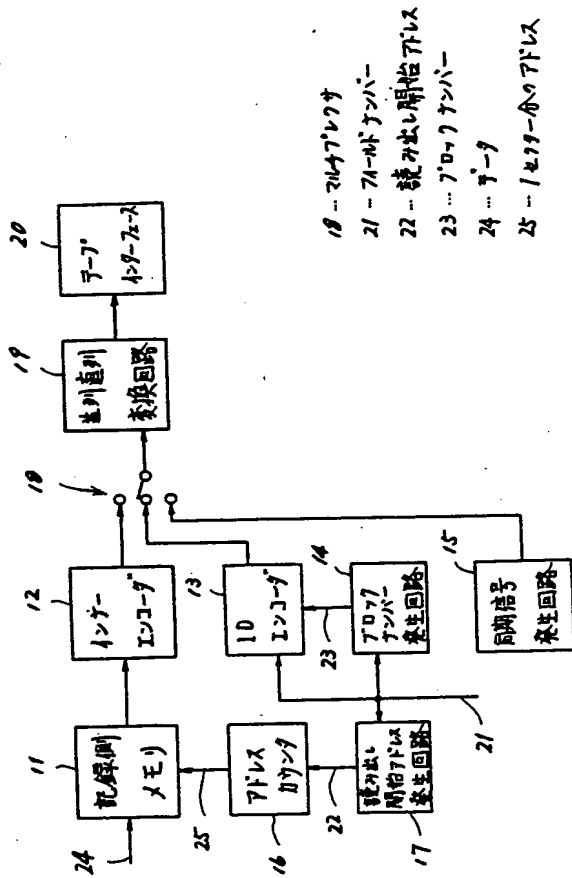 20
テープ
インターフェース
19
並列直列
変換回路
18
12
インナー
エンコーダ
13
ID
エンコーダ
14
ブロック
ナンバー
発生回路
15
同期信号
発生回路
23
21
11
記録側
メモリ
24
25
16
アドレス
カウンタ
22
読み出し
開始アドレス
発生回路
17
18…マルチプレクサ
21…フィールドナンバー
22…読み出し開始アドレス
23…ブロックナンバー
24…データ
25…1セクター分のアドレス